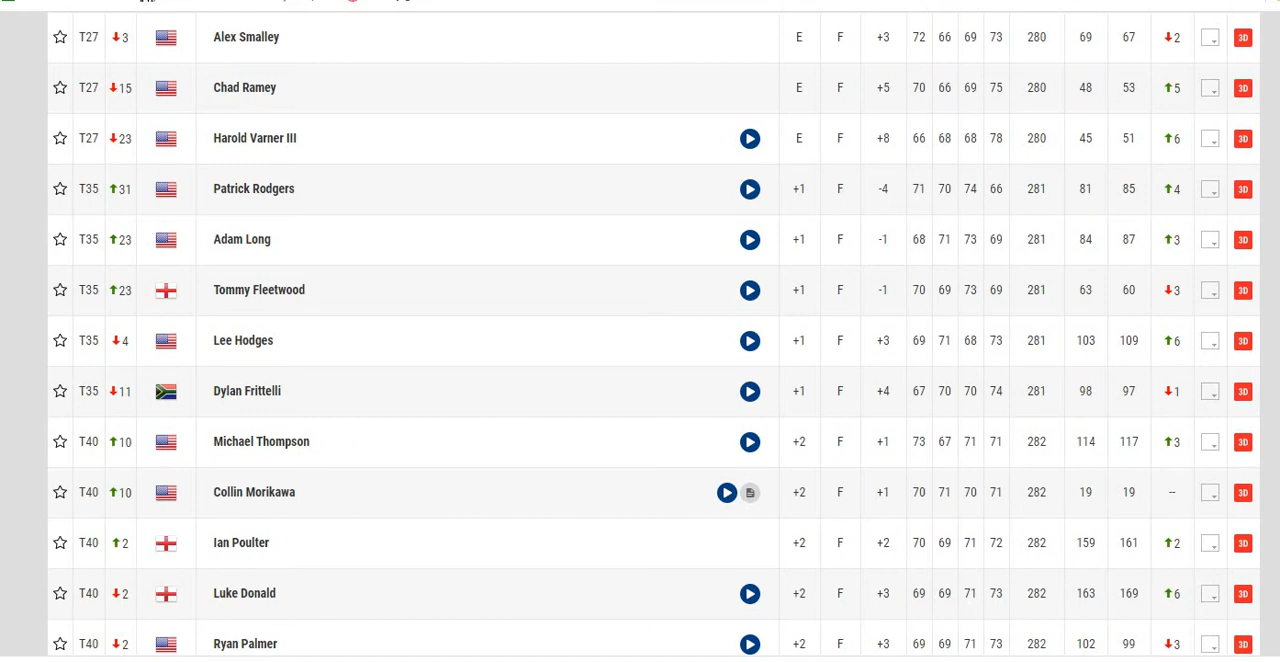 T27 3 Alex Smalley E F +3 72 66 69 73 280 69 67 2 3D
T27 15 Chad Ramey E F +5 70 66 69 75 280 48 53 5 3D
T27 23 Harold Varner III E F +8 66 68 68 78 280 45 51 6 3D
T35 31 Patrick Rodgers +1 F -4 71 70 74 66 281 81 85 4 3D
T35 23 Adam Long +1 F -1 68 71 73 69 281 84 87 3 3D
T35 23 Tommy Fleetwood +1 F -1 70 69 73 69 281 63 60 3 3D
T35 4 Lee Hodges +1 F +3 69 71 68 73 281 103 109 6 3D
T35 11 Dylan Frittelli +1 F +4 67 70 70 74 281 98 97 1 3D
T40 10 Michael Thompson +2 F +1 73 67 71 71 282 114 117 3 3D
T40 10 Collin Morikawa +2 F +1 70 71 70 71 282 19 19 -- 3D
T40 2 Ian Poulter +2 F +2 70 69 71 72 282 159 161 2 3D
T40 2 Luke Donald +2 F +3 69 69 71 73 282 163 169 6 3D
T40 2 Ryan Palmer +2 F +3 69 69 71 73 282 102 99 3 3D